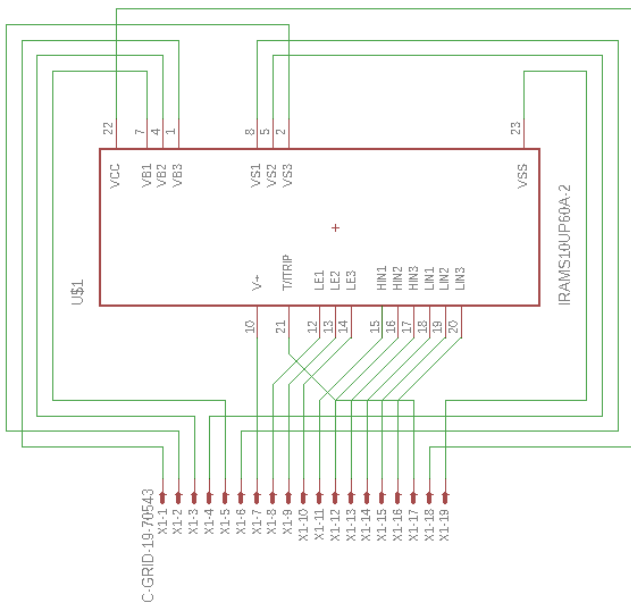 22
7
4
1
8
5
2
23
VCC
VB1
VB2
VB3
VS1
VS2
VS3
VSS
U$1
IRAMS10UP60A-2
V+
T/ITRIP
LE1
LE2
LE3
HIN1
HIN2
HIN3
LIN1
LIN2
LIN3
10
21
12
13
14
15
16
17
18
19
20
C-GRID-19-70543
X1-1
X1-2
X1-3
X1-4
X1-5
X1-6
X1-7
X1-8
X1-9
X1-10
X1-11
X1-12
X1-13
X1-14
X1-15
X1-16
X1-17
X1-18
X1-19